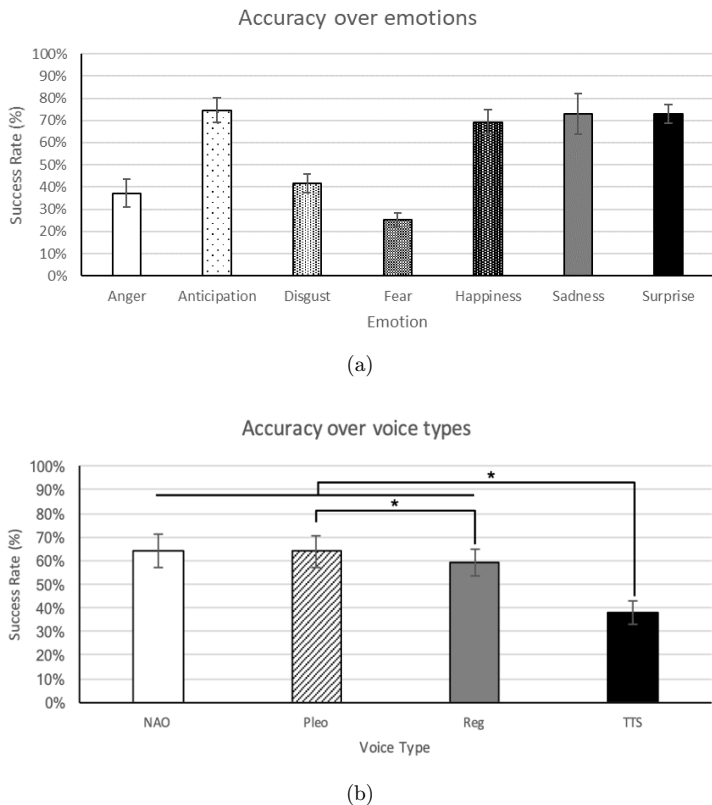 Accuracy over emotions
100%
90%
80%
70%
60%
50%
40%
30%
20%
10%
0%
Success Rate (%)
Anger Anticipation Disgust Fear Happiness Sadness Surprise
Emotion
(a)
Accuracy over voice types
100%
90%
80%
70%
60%
50%
40%
30%
20%
10%
0%
Success Rate (%)
*
*
NAO Pleo Reg TTS
Voice Type
(b)